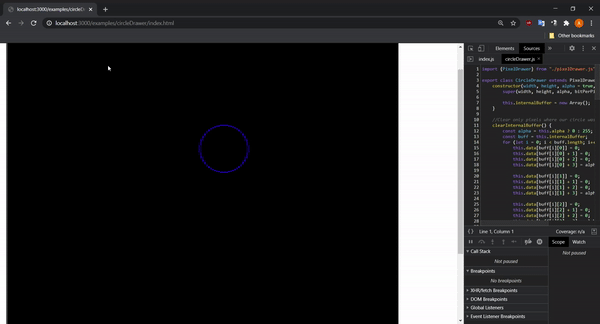 localhost:3000/examples/circleD
localhost:3000/examples/circleDrawer/index.html
Other bookmarks
Elements Sources
index.js circleDrawer.js
1 import {PixelDrawer} from "./pixelDrawer.js"
2
3 export class CircleDrawer extends PixelDrawe
4 constructor(width, height, alpha = true,
5 super(width, height, alpha, bitPerPi
6
7 this.internalBuffer = new Array();
8 }
9
10 //Clear only pixels where our circle was
11 clearInternalBuffer() {
12 const alpha = this.alpha ? 0 : 255;
13 const buff = this.internalBuffer;
14 for (let i = 0; i < buff.length; i++
15 this.data[buff[i][0]] = 0;
16 this.data[buff[i][0] + 1] = 0;
17 this.data[buff[i][0] + 2] = 0;
18 this.data[buff[i][0] + 3] = alph
19
20 this.data[buff[i][1]] = 0;
21 this.data[buff[i][1] + 1] = 0;
22 this.data[buff[i][1] + 2] = 0;
23 this.data[buff[i][1] + 3] = alph
24
25 this.data[buff[i][2]] = 0;
26 this.data[buff[i][2] + 1] = 0;
27 this.data[buff[i][2] + 2] = 0;
28
{} Line 1, Column 1 Coverage: n/a
Scope Watch
Call Stack
Not paused
Not paused
Breakpoints
No breakpoints
XHR/fetch Breakpoints
DOM Breakpoints
Global Listeners
Event Listener Breakpoints